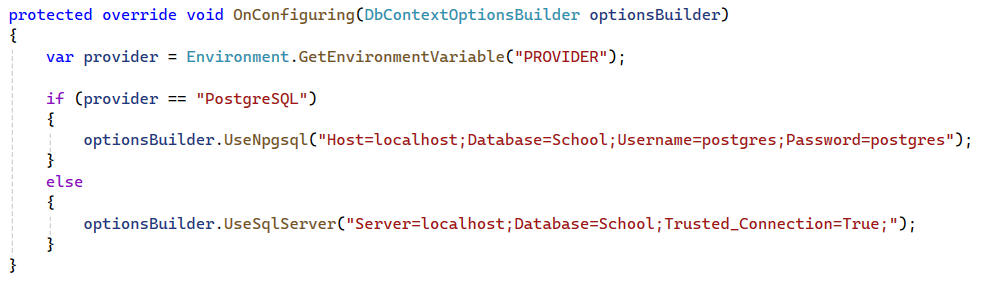 protected override void OnConfiguring(DbContextOptionsBuilder optionsBuilder)
{
    var provider = Environment.GetEnvironmentVariable("PROVIDER");

    if (provider == "PostgreSQL")
    {
        optionsBuilder.UseNpgsql("Host=localhost;Database=School;Username=postgres;Password=postgres");
    }
    else
    {
        optionsBuilder.UseSqlServer("Server=localhost;Database=School;Trusted_Connection=True;");
    }
}